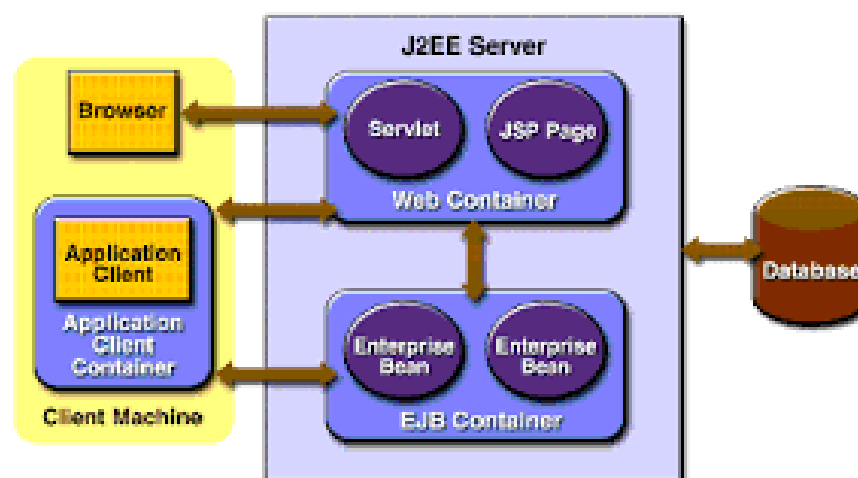 J2EE Server
Browser
Servlet
JSP Page
Web Container
Application
Client
Application
Client
Container
Client Machine
Enterprise
Bean
Enterprise
Bean
EJB Container
Database